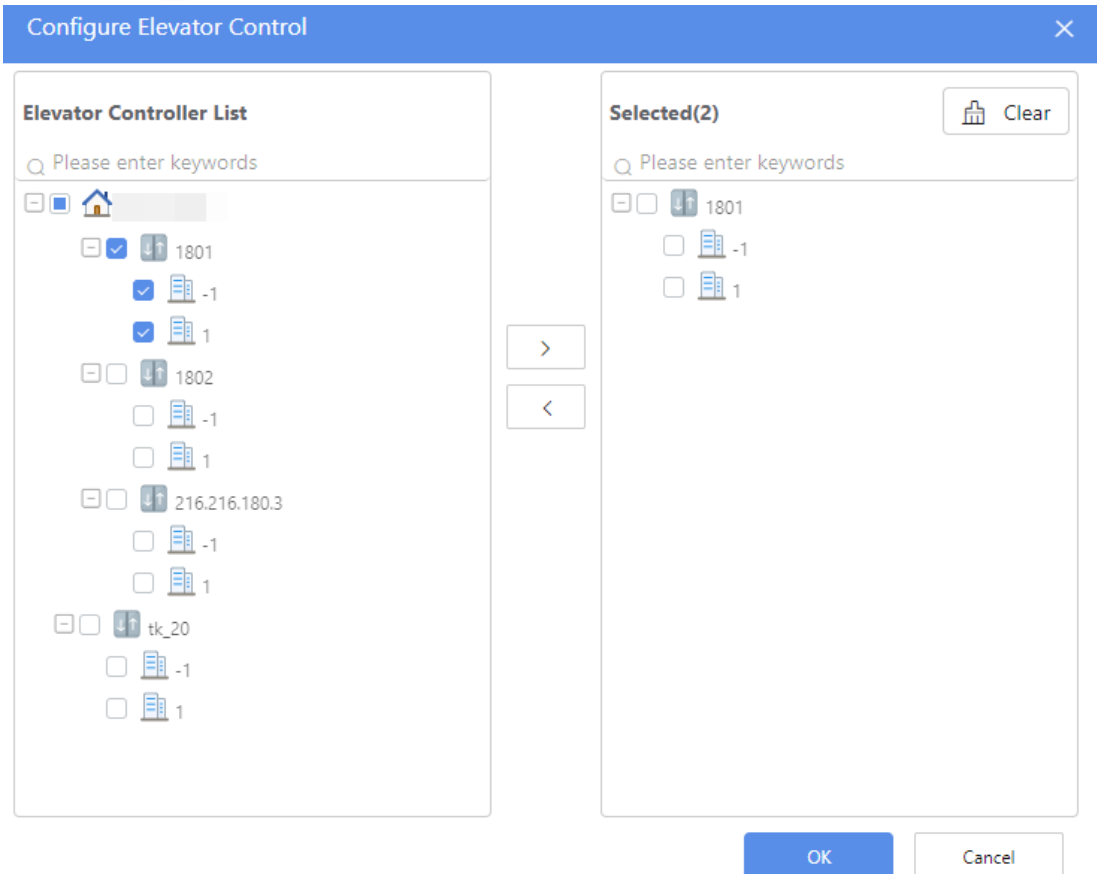 Configure Elevator Control
Elevator Controller List
Please enter keywords
1801
-1
1
1802
-1
1
216.216.180.3
-1
1
tk_20
-1
1
Selected(2)
Clear
Please enter keywords
1801
-1
1
OK
Cancel